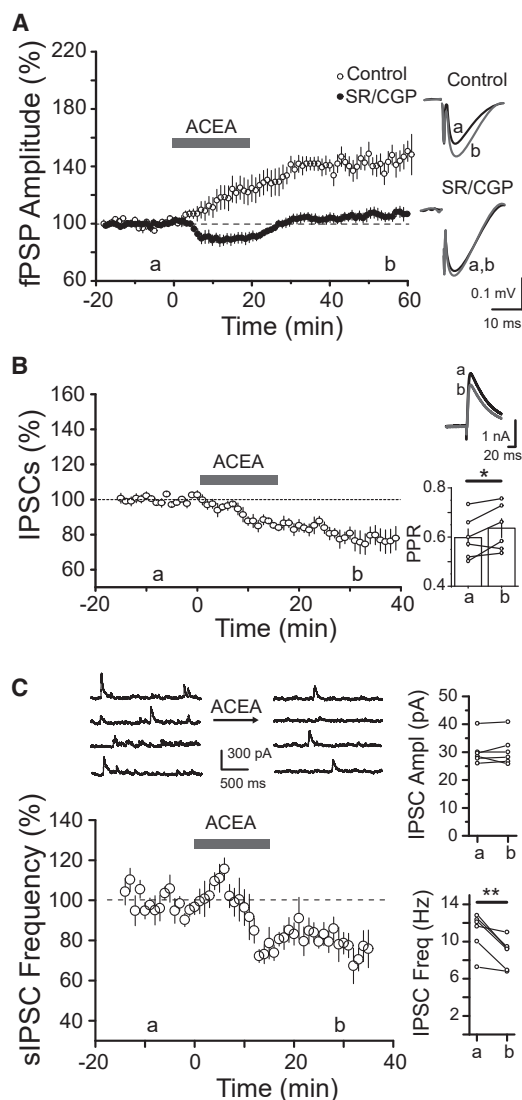 A
220
180
140
100
60
fPSP Amplitude (%)
ACEA
Control
SR/CGP
a
b
-20
0
20
40
60
Time (min)
Control
a
b
SR/CGP
a,b
0.1 mV
10 ms
B
160
140
120
100
80
60
IPSCs (%)
ACEA
a
b
-20
0
20
40
Time (min)
a
b
1 nA
20 ms
*
0.8
0.6
0.4
PPR
a
b
C
ACEA
300 pA
500 ms
140
120
100
80
60
30
sIPSC Frequency (%)
ACEA
a
b
-20
0
20
40
Time (min)
50
40
30
20
10
0
IPSC Ampl (pA)
a
b
**
14
10
6
2
IPSC Freq (Hz)
a
b